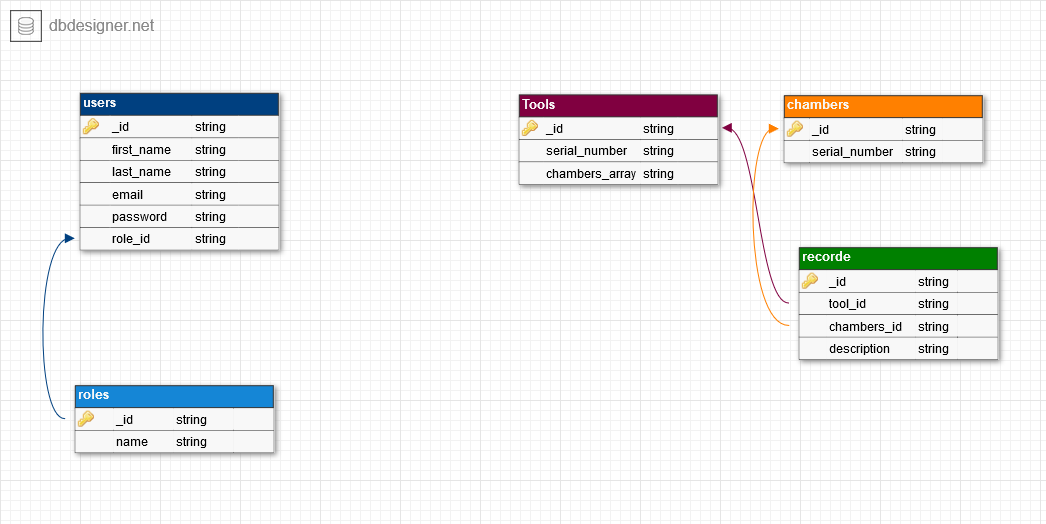 dbdesigner.net
users
_id string
first_name string
last_name string
email string
password string
role_id string
Tools
_id string
serial_number string
chambers_array string
chambers
_id string
serial_number string
recorde
_id string
tool_id string
chambers_id string
description string
roles
_id string
name string